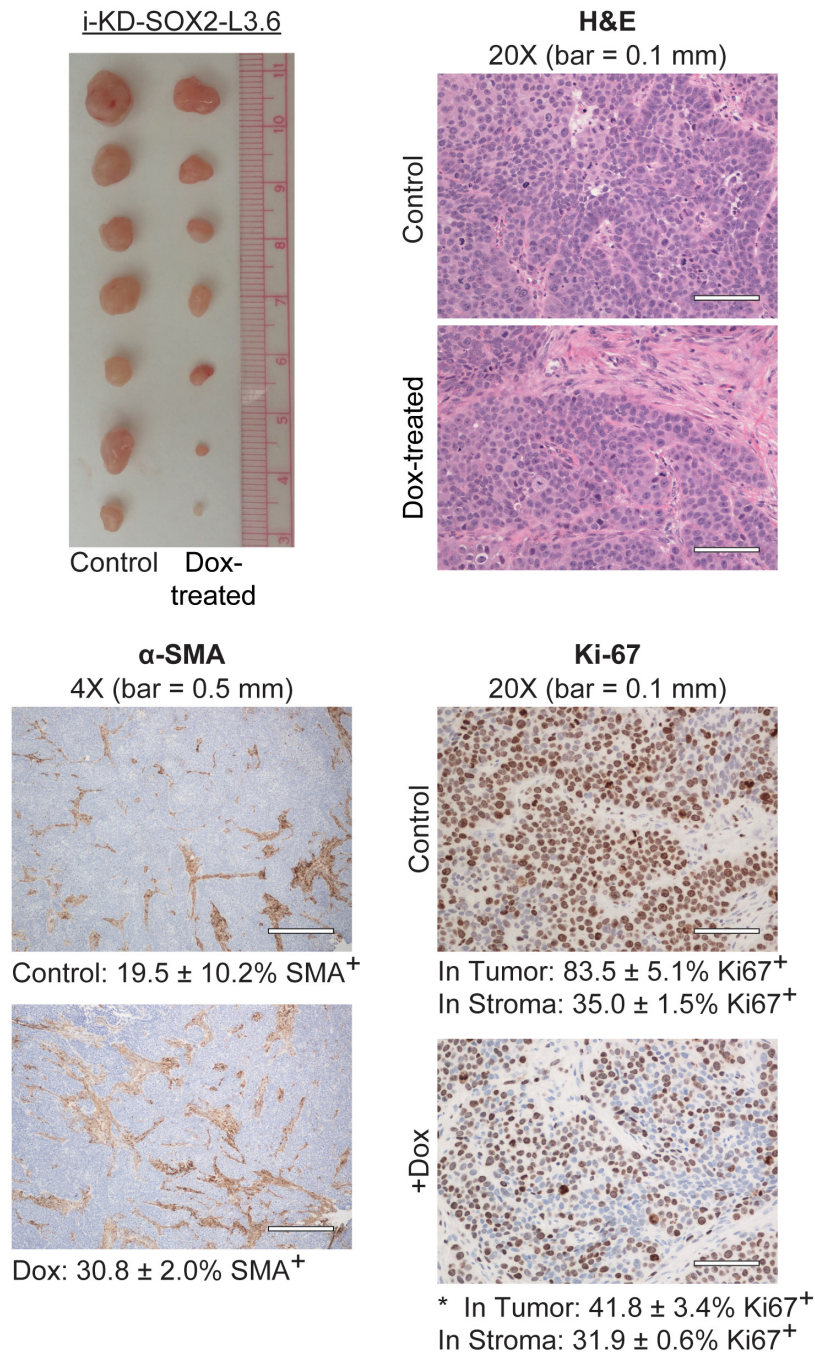 i-KD-SOX2-L3.6
11
10
9
8
7
6
5
4
3
Control Dox-
treated
H&E
20X (bar = 0.1 mm)
Control
Dox-treated
α-SMA
4X (bar = 0.5 mm)
Control: 19.5 ± 10.2% SMA+
Dox: 30.8 ± 2.0% SMA+
Ki-67
20X (bar = 0.1 mm)
Control
In Tumor: 83.5 ± 5.1% Ki67+
In Stroma: 35.0 ± 1.5% Ki67+
+Dox
* In Tumor: 41.8 ± 3.4% Ki67+
In Stroma: 31.9 ± 0.6% Ki67+